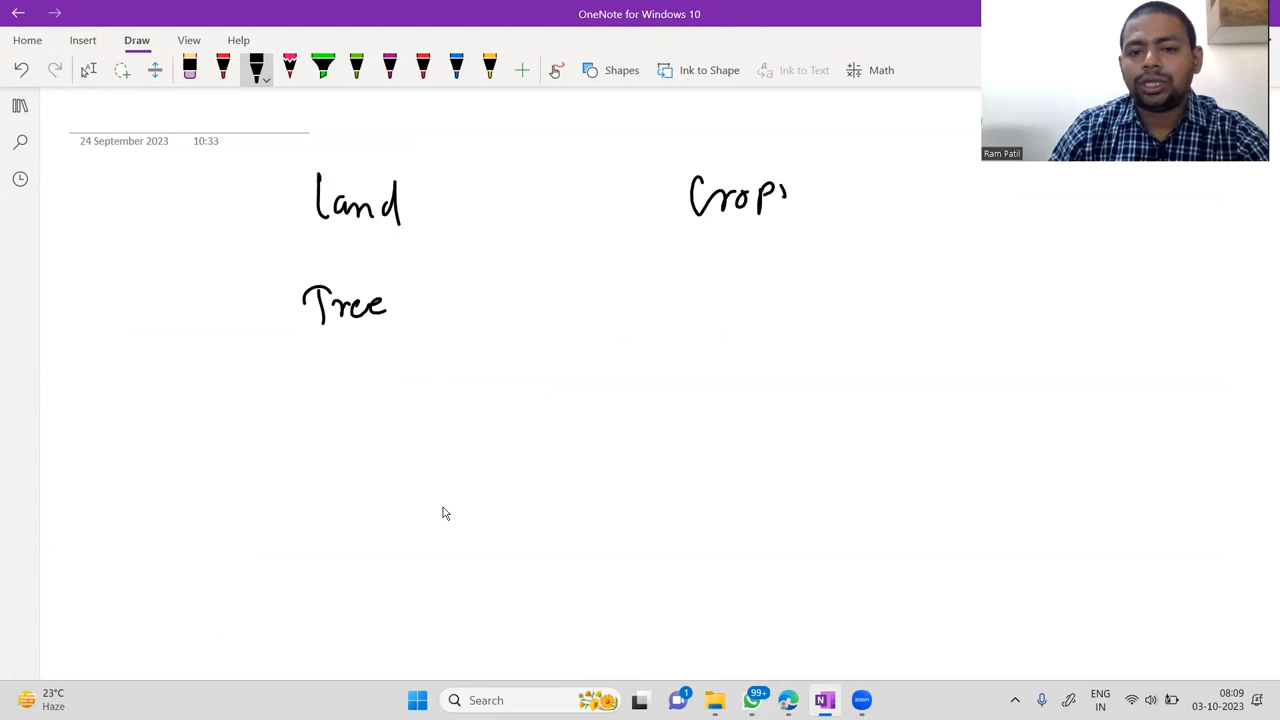 OneNote for Windows 10
Home Insert Draw View Help
Shapes Ink to Shape Ink to Text Math
Ram Patil
24 September 2023 10:33
Land Crops
Tree
23°C
Haze
Search
1
99+
zoom
ENG
IN
08:09
03-10-2023